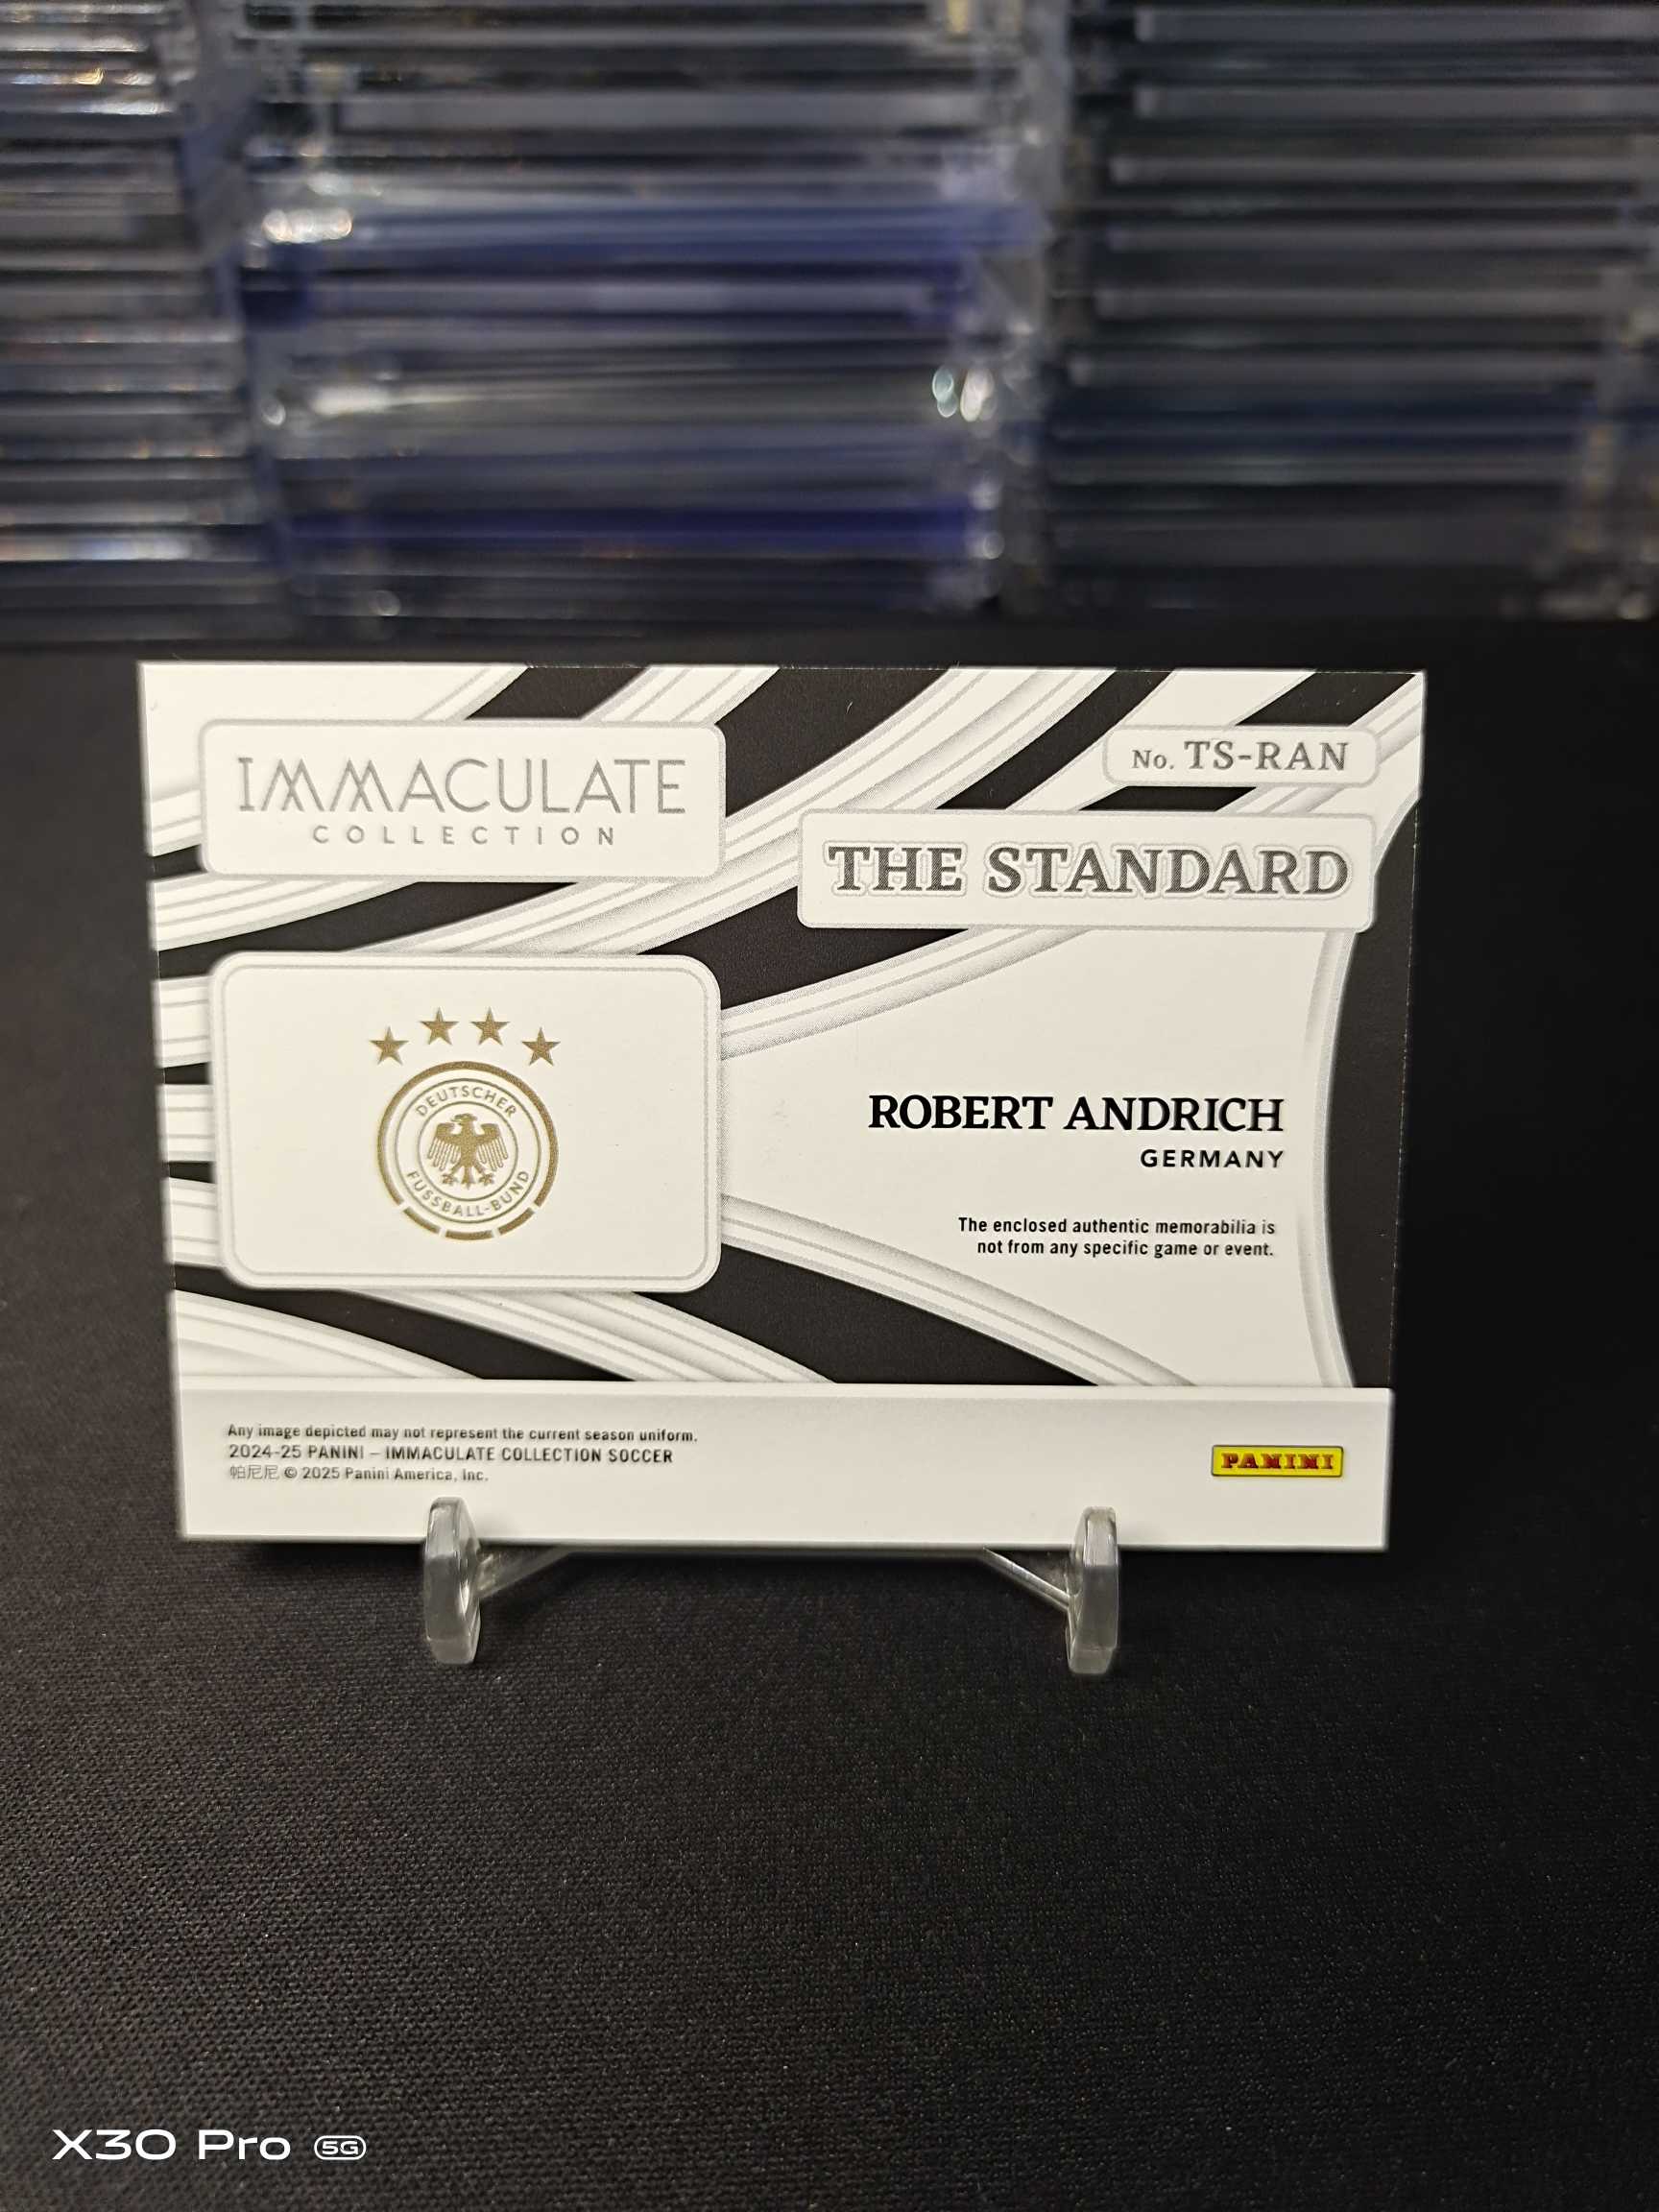 IMMACULATE
COLLECTION
No. TS-RAN
THE STANDARD
DEUTSCHER
FUSSBALL-BUND
ROBERT ANDRICH
GERMANY
The enclosed authentic memorabilia is
not from any specific game or event.
Any image depicted may not represent the current season uniform.
2024-25 PANINI – IMMACULATE COLLECTION SOCCER
帕尼尼 © 2025 Panini America, Inc.
PANINI
X30 Pro 5G